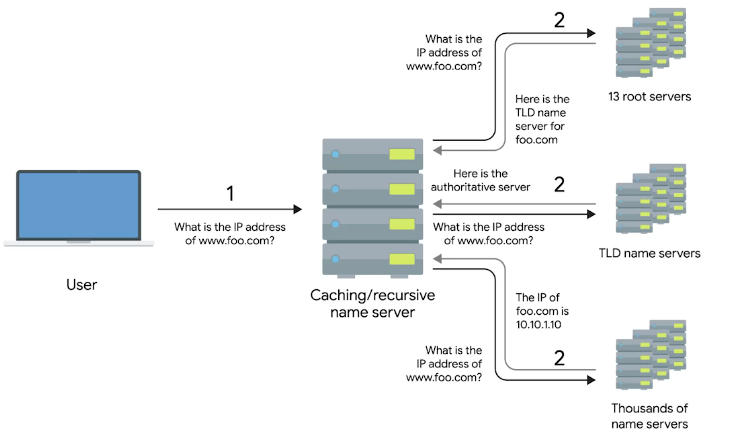 2
What is the
IP address of
www.foo.com?
13 root servers
Here is the
TLD name
server for
foo.com
1
What is the IP address
of www.foo.com?
User
Caching/recursive
name server
Here is the
authoritative server
2
What is the IP address
of www.foo.com?
TLD name servers
The IP of
foo.com is
10.10.1.10
What is the
IP address of
www.foo.com?
2
Thousands of
name servers